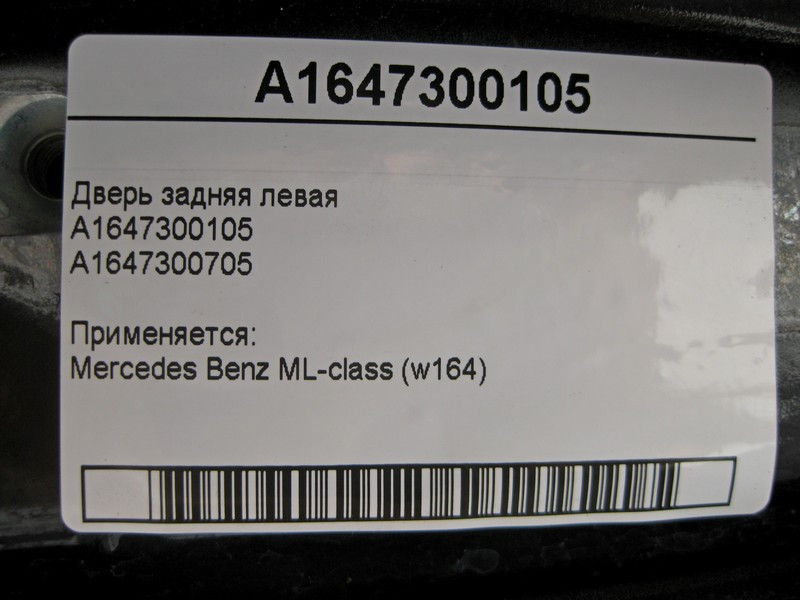 A1647300105
Дверь задняя левая
A1647300105
A1647300705
Применяется:
Mercedes Benz ML-class (w164)